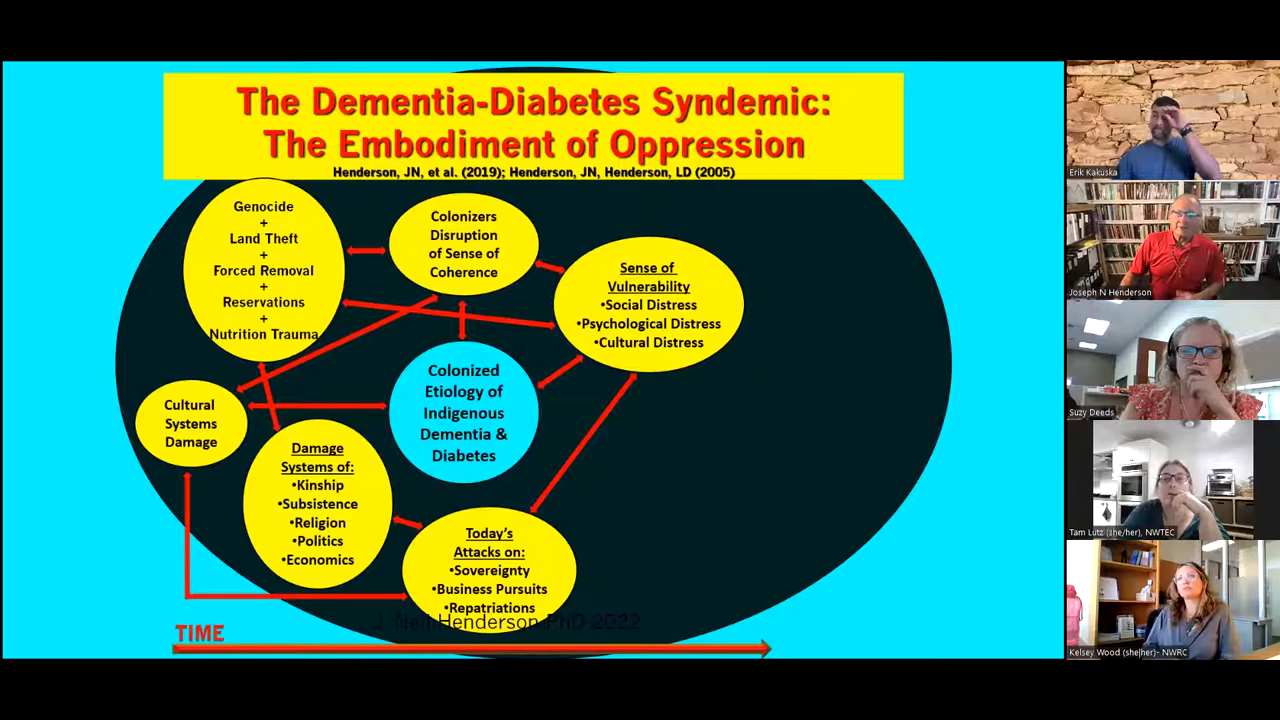 The Dementia-Diabetes Syndemic:
The Embodiment of Oppression
Henderson, JN, et al. (2019); Henderson, JN, Henderson, LD (2005)
Genocide
+
Land Theft
+
Forced Removal
+
Reservations
+
Nutrition Trauma
Colonizers
Disruption
of Sense of
Coherence
Sense of
Vulnerability
•Social Distress
•Psychological Distress
•Cultural Distress
Colonized
Etiology of
Indigenous
Dementia &
Diabetes
Cultural
Systems
Damage
Damage
Systems of:
•Kinship
•Subsistence
•Religion
•Politics
•Economics
Today's
Attacks on:
•Sovereignty
•Business Pursuits
•Repatriations
J. Neil Henderson, PhD 2022
TIME
Erik Kakuska
Joseph N Henderson
Suzy Deeds
Tam Lutz (she/her), NWTEC
Kelsey Wood (she|her)- NWRC